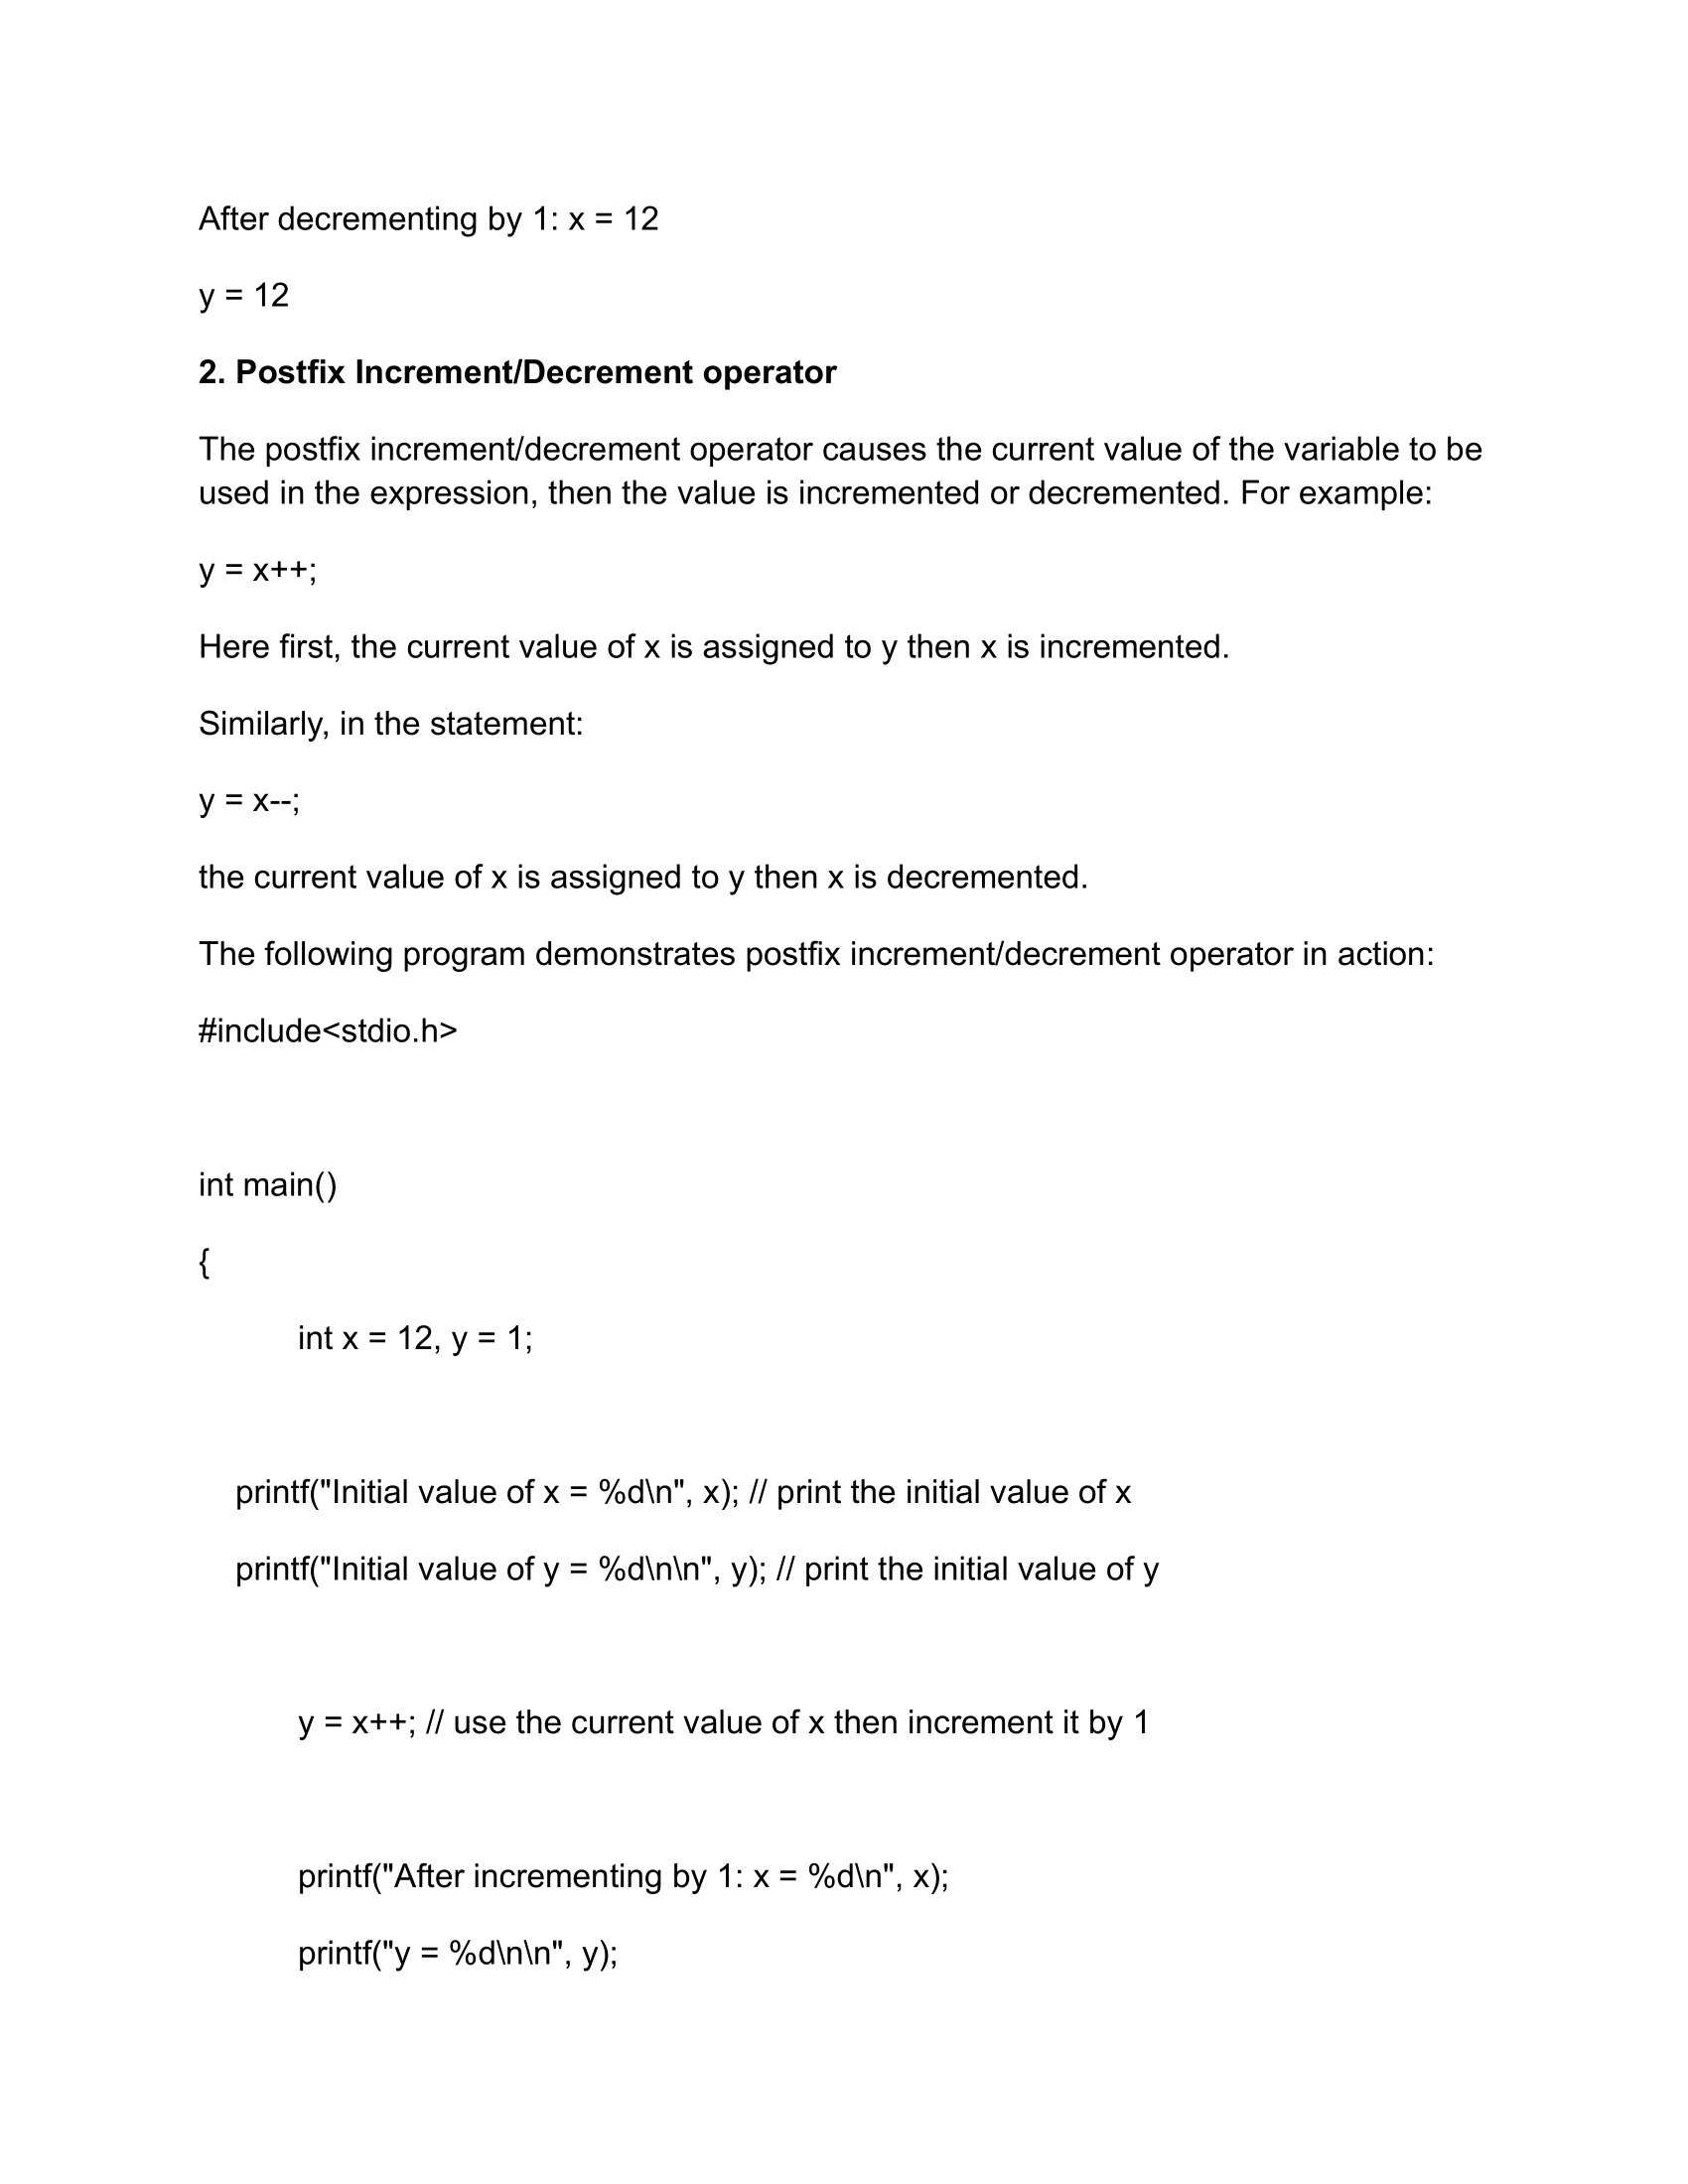 After decrementing by 1: x = 12
y = 12
2. Postfix Increment/Decrement operator
The postfix increment/decrement operator causes the current value of the variable to be
used in the expression, then the value is incremented or decremented. For example:
y = x++;
Here first, the current value of x is assigned to y then x is incremented.
Similarly, in the statement:
y = x--;
the current value of x is assigned to y then x is decremented.
The following program demonstrates postfix increment/decrement operator in action:
#include<stdio.h>
int main()
{
int x = 12, y = 1;
printf("Initial value of x = %d\n", x); // print the initial value of x
printf("Initial value of y = %d\n\n", y); // print the initial value of y
y = x++; // use the current value of x then increment it by 1
printf("After incrementing by 1: x = %d\n", x);
printf("y = %d\n\n", y);